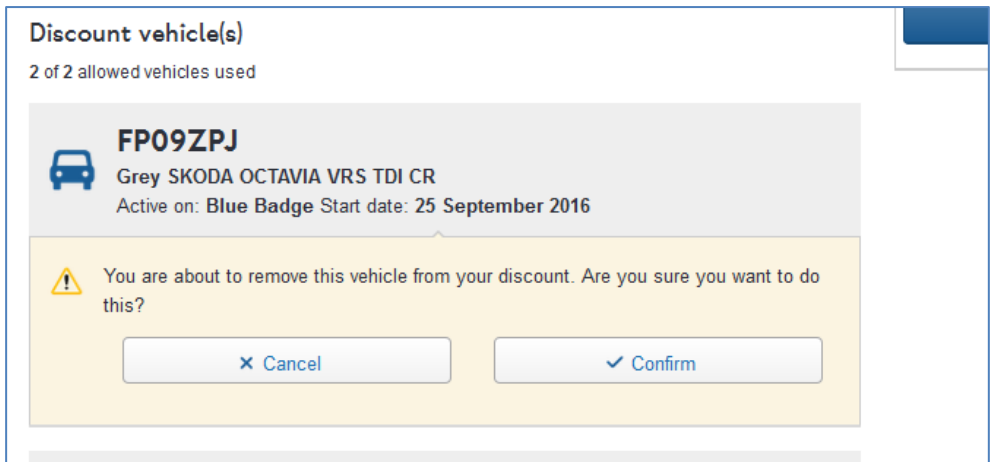 Discount vehicle(s)
2 of 2 allowed vehicles used
FP09ZPJ
Grey SKODA OCTAVIA VRS TDI CR
Active on: Blue Badge Start date: 25 September 2016
You are about to remove this vehicle from your discount. Are you sure you want to do
this?
Cancel
Confirm